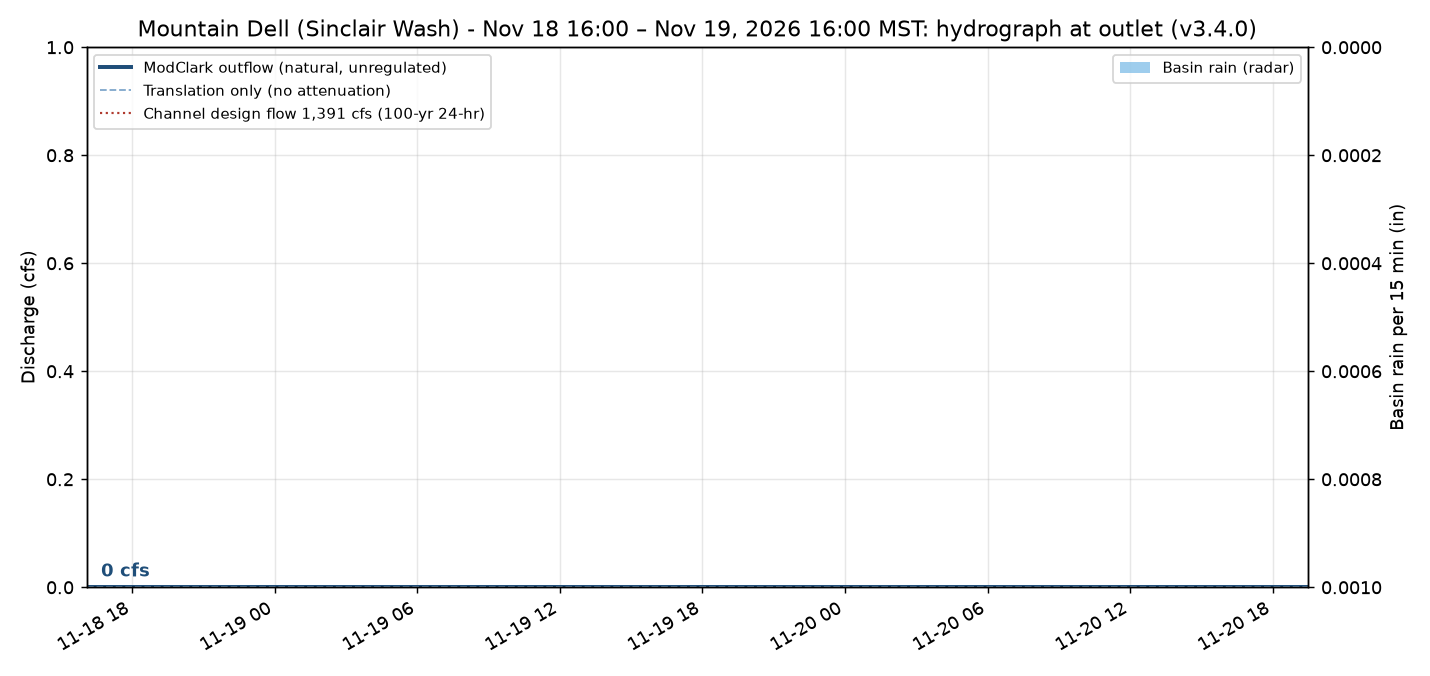 Mountain Dell (Sinclair Wash) - Nov 18 16:00 – Nov 19, 2026 16:00 MST: hydrograph at outlet (v3.4.0)
ModClark outflow (natural, unregulated)
Translation only (no attenuation)
Channel design flow 1,391 cfs (100-yr 24-hr)
Basin rain (radar)
Discharge (cfs)
1.0
0.8
0.6
0.4
0.2
0.0
0 cfs
0.0000
0.0002
0.0004
0.0006
0.0008
0.0010
Basin rain per 15 min (in)
11-18 18
11-19 00
11-19 06
11-19 12
11-19 18
11-20 00
11-20 06
11-20 12
11-20 18